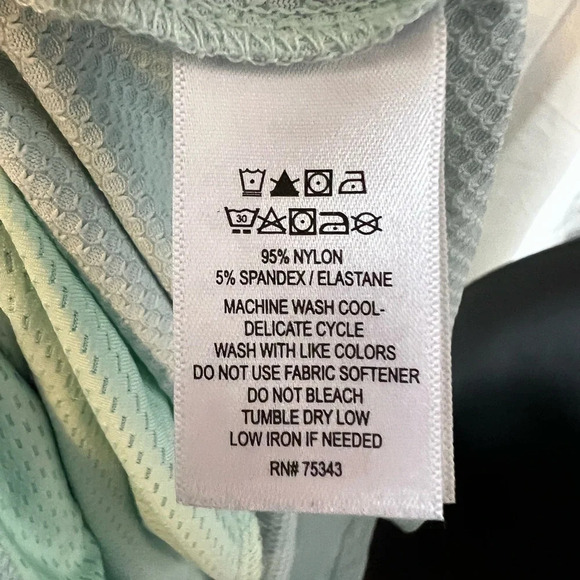 30
95% NYLON
5% SPANDEX / ELASTANE
MACHINE WASH COOL-
DELICATE CYCLE
WASH WITH LIKE COLORS
DO NOT USE FABRIC SOFTENER
DO NOT BLEACH
TUMBLE DRY LOW
LOW IRON IF NEEDED
RN# 75343